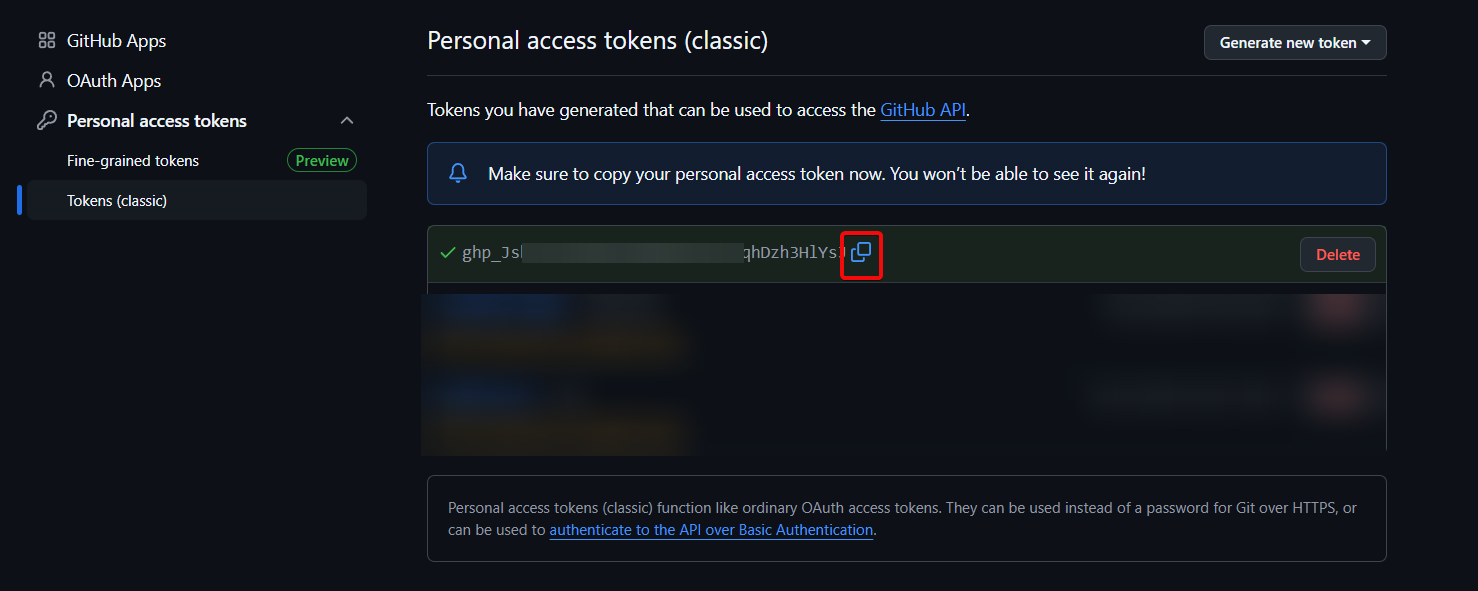 GitHub Apps
OAuth Apps
Personal access tokens
Fine-grained tokens
Preview
Tokens (classic)
Personal access tokens (classic)
Generate new token
Tokens you have generated that can be used to access the GitHub API.
Make sure to copy your personal access token now. You won’t be able to see it again!
Delete
Personal access tokens (classic) function like ordinary OAuth access tokens. They can be used instead of a password for Git over HTTPS, or
can be used to authenticate to the API over Basic Authentication.